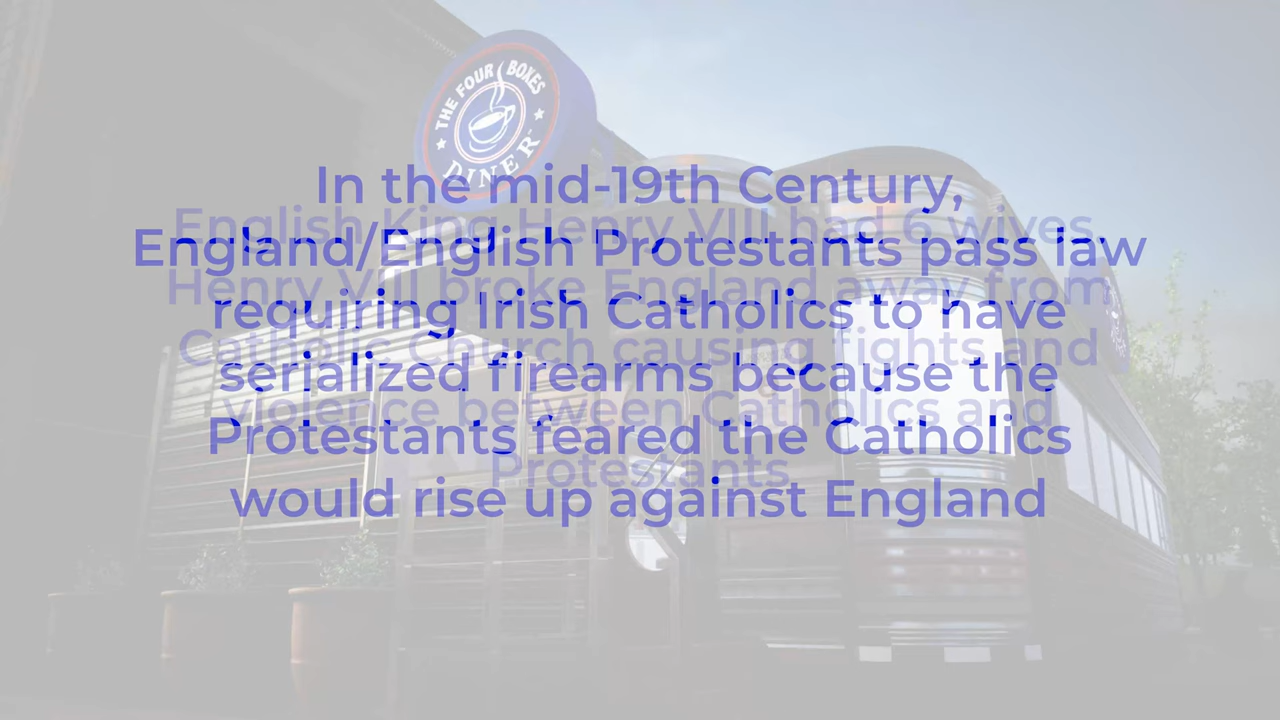 THE FOUR BOXES
DINER
In the mid-19th Century,
England/English Protestants pass law
requiring Irish Catholics to have
serialized firearms because the
Protestants feared the Catholics
would rise up against England
English King Henry VIII had 6 wives
Henry VIII broke England away from
Catholic Church causing fights and
violence between Catholics and
Protestants